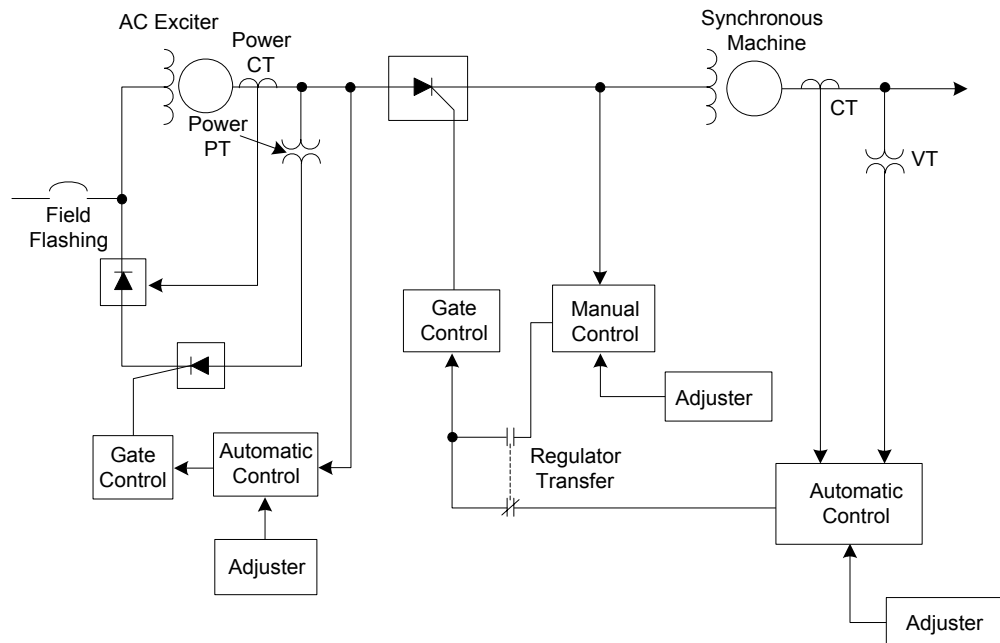 AC Exciter
Power
CT
Synchronous
Machine
Power
PT
CT
VT
Field
Flashing
Gate
Control
Manual
Control
Adjuster
Gate
Control
Automatic
Control
Regulator
Transfer
Automatic
Control
Adjuster
Adjuster